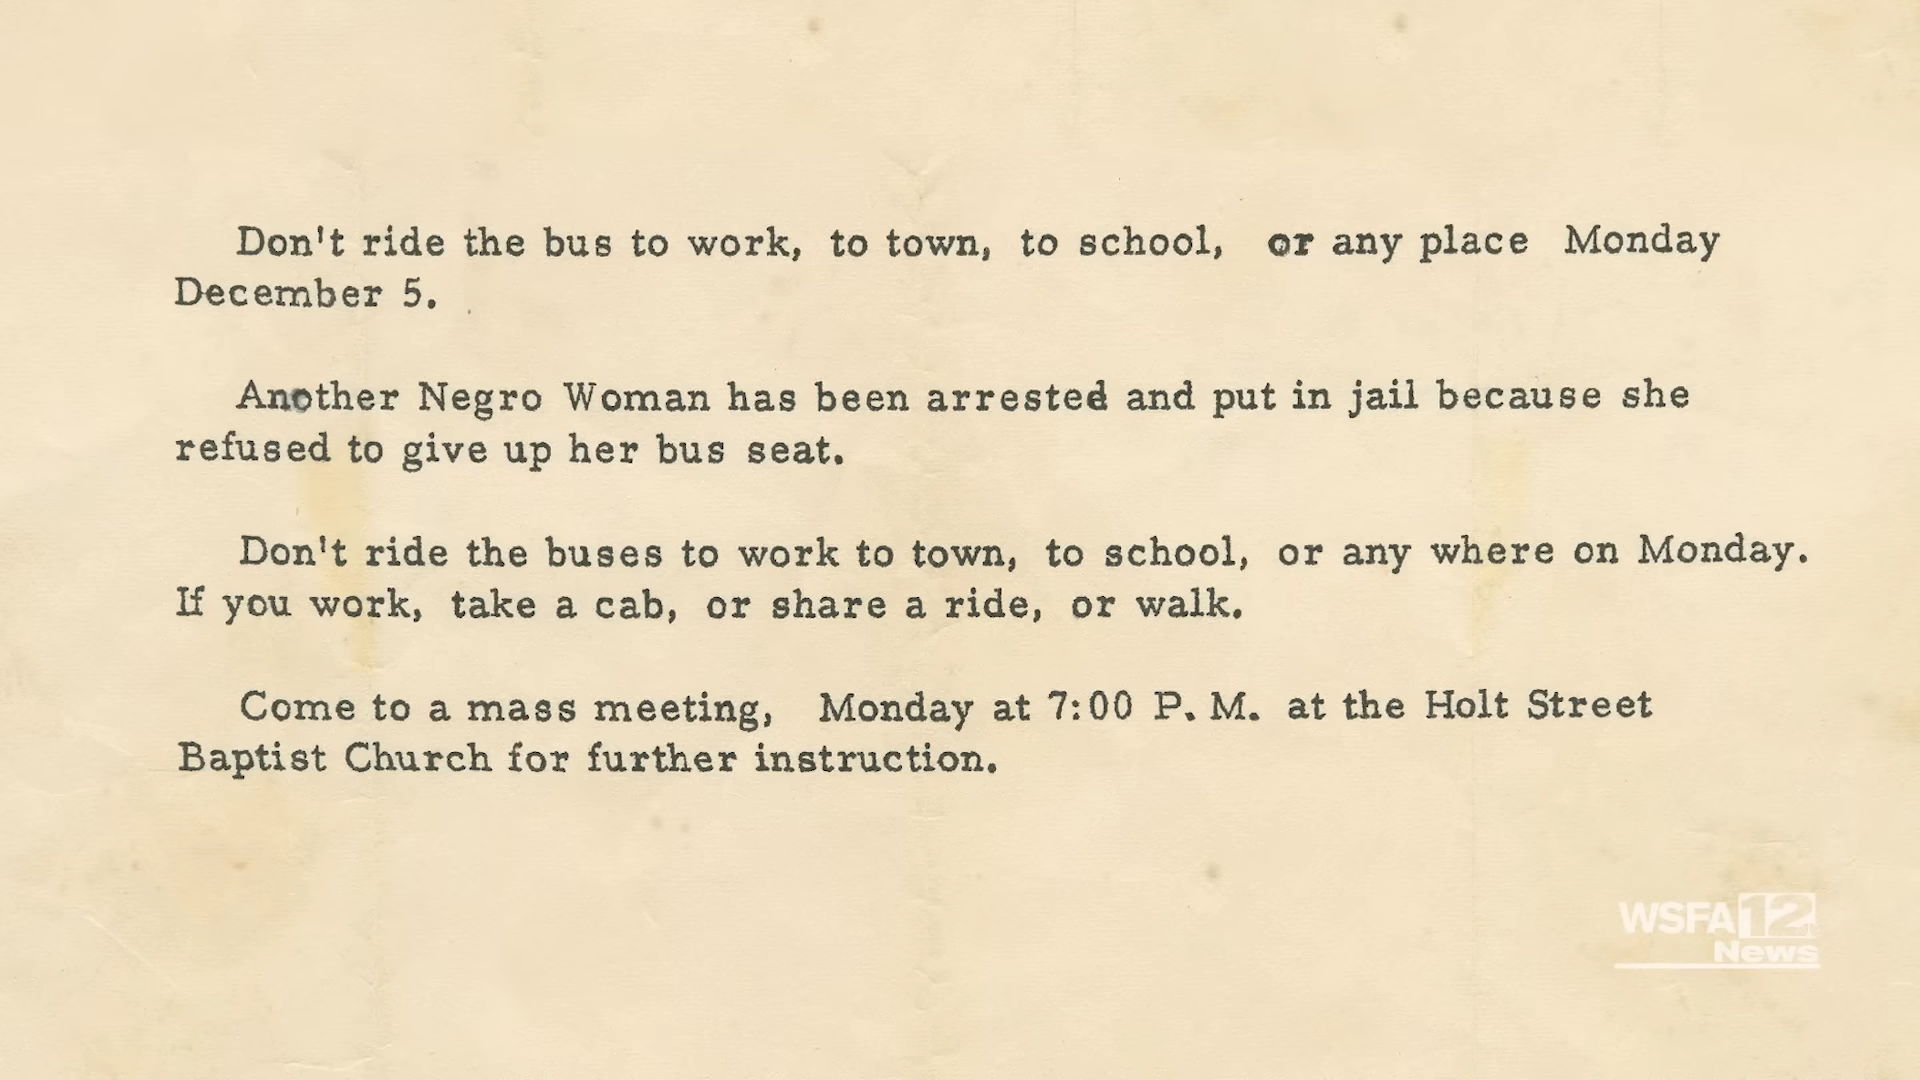 Don't ride the bus to work, to town, to school, or any place Monday
December 5.
Another Negro Woman has been arrested and put in jail because she
refused to give up her bus seat.
Don't ride the buses to work to town, to school, or any where on Monday.
If you work, take a cab, or share a ride, or walk.
Come to a mass meeting, Monday at 7:00 P. M. at the Holt Street
Baptist Church for further instruction.
WSFA 12
News